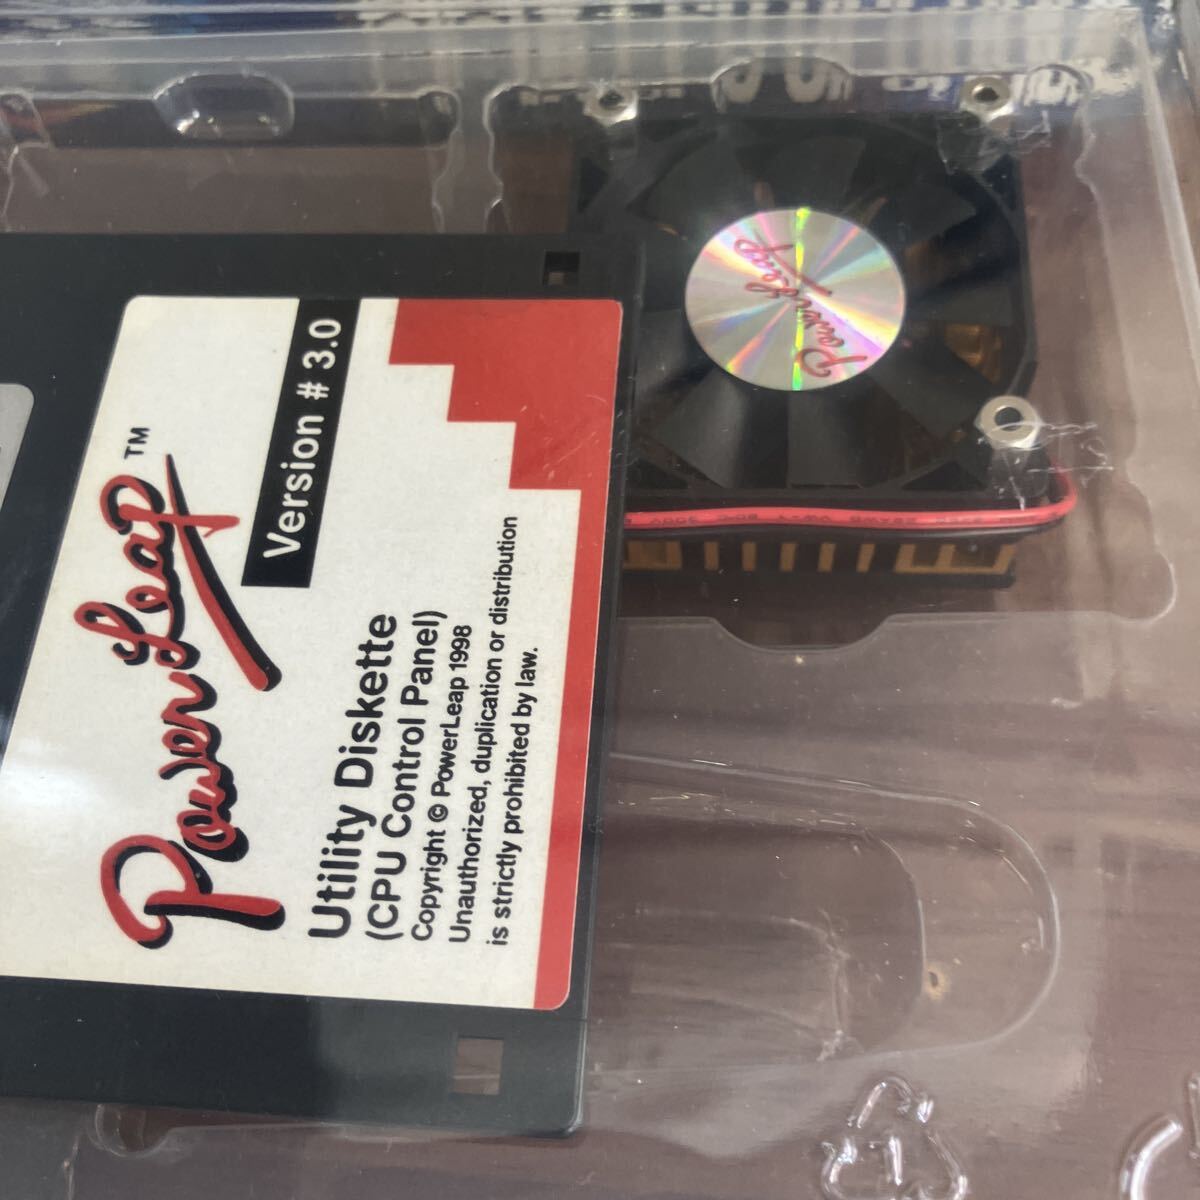 PowerLeap™
Version # 3.0
Utility Diskette
(CPU Control Panel)
Copyright © PowerLeap 1998
Unauthorized, duplication or distribution
is strictly prohibited by law.
PowerLeap
1